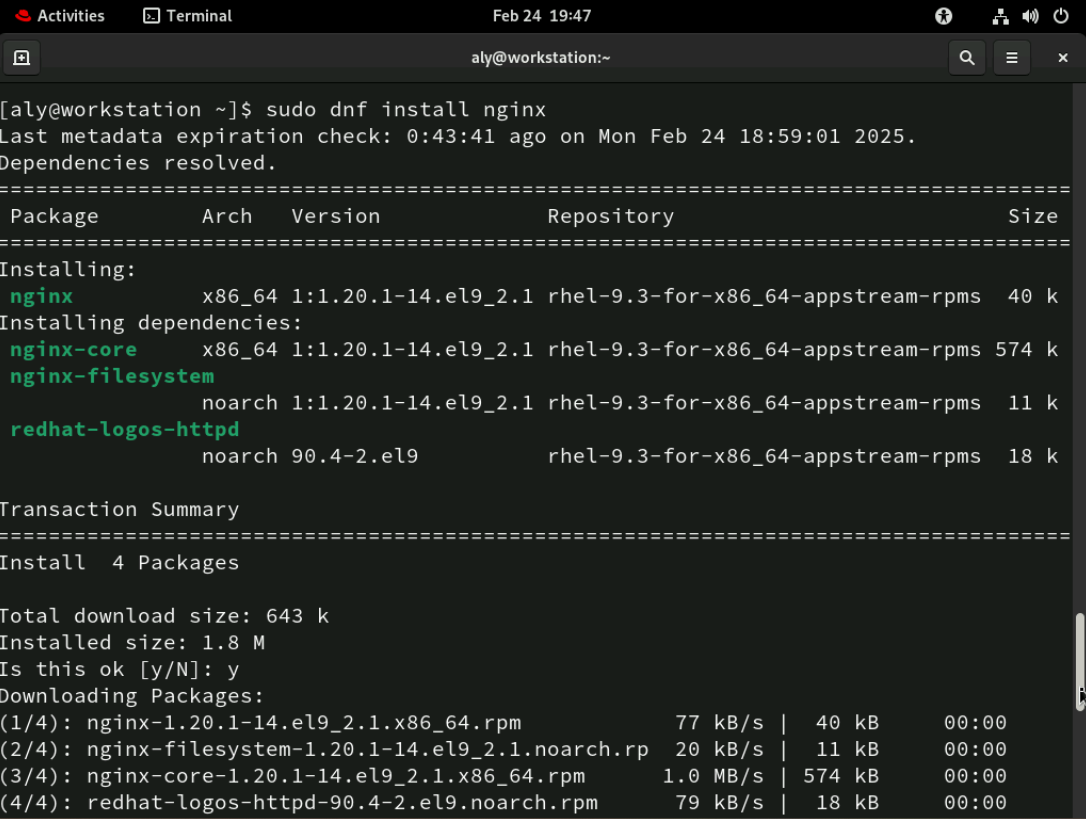 Activities Terminal Feb 24 19:47
aly@workstation:~
[aly@workstation ~]$ sudo dnf install nginx
Last metadata expiration check: 0:43:41 ago on Mon Feb 24 18:59:01 2025.
Dependencies resolved.
====================================================================================
Package Arch Version Repository Size
====================================================================================
Installing:
nginx x86_64 1:1.20.1-14.el9_2.1 rhel-9.3-for-x86_64-appstream-rpms 40 k
Installing dependencies:
nginx-core x86_64 1:1.20.1-14.el9_2.1 rhel-9.3-for-x86_64-appstream-rpms 574 k
nginx-filesystem
noarch 1:1.20.1-14.el9_2.1 rhel-9.3-for-x86_64-appstream-rpms 11 k
redhat-logos-httpd
noarch 90.4-2.el9 rhel-9.3-for-x86_64-appstream-rpms 18 k
Transaction Summary
====================================================================================
Install 4 Packages
Total download size: 643 k
Installed size: 1.8 M
Is this ok [y/N]: y
Downloading Packages:
(1/4): nginx-1.20.1-14.el9_2.1.x86_64.rpm 77 kB/s | 40 kB 00:00
(2/4): nginx-filesystem-1.20.1-14.el9_2.1.noarch.rp 20 kB/s | 11 kB 00:00
(3/4): nginx-core-1.20.1-14.el9_2.1.x86_64.rpm 1.0 MB/s | 574 kB 00:00
(4/4): redhat-logos-httpd-90.4-2.el9.noarch.rpm 79 kB/s | 18 kB 00:00